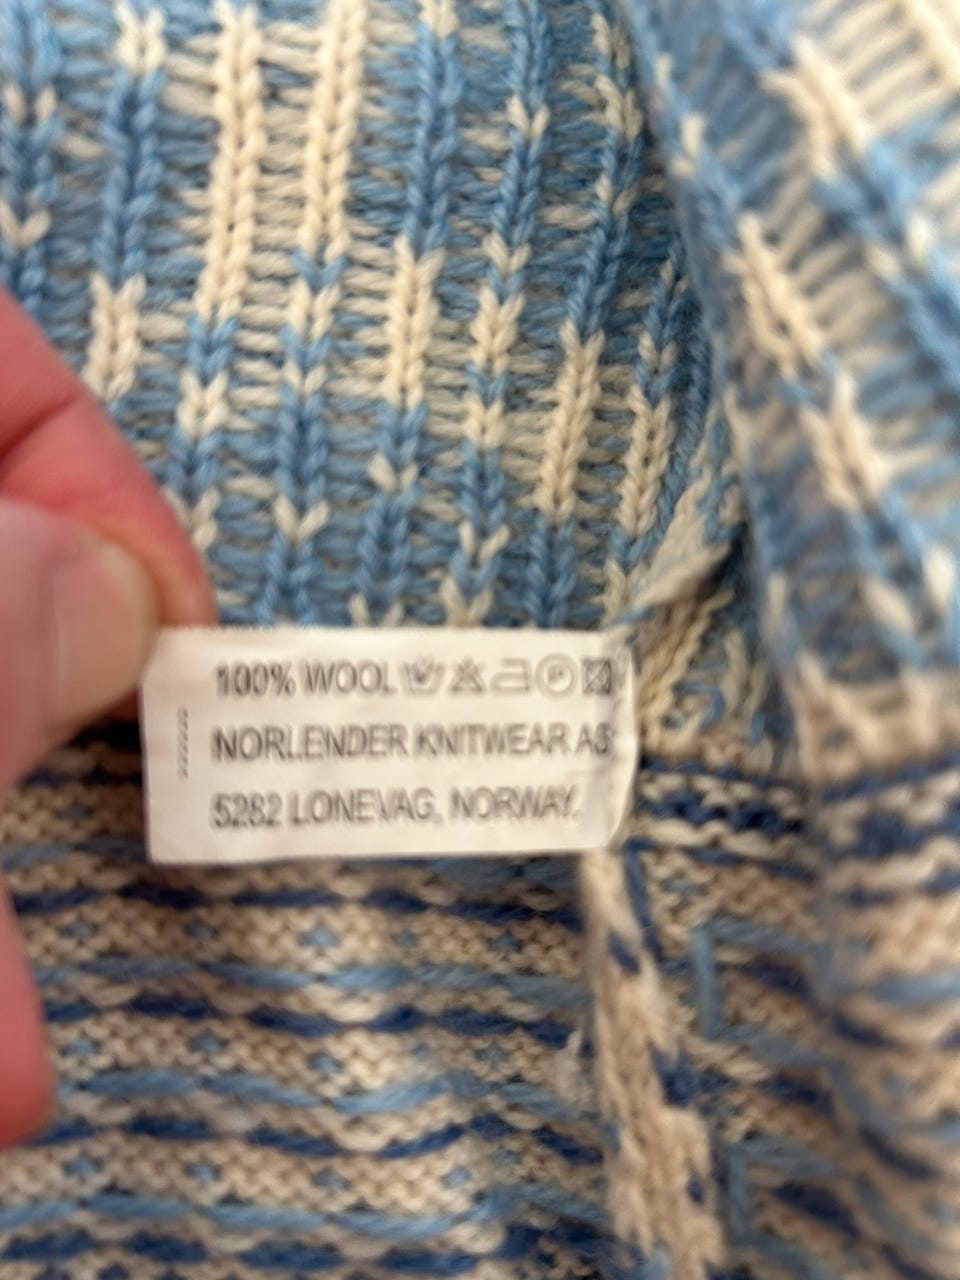 100% WOOL P
NORLENDER KNITWEAR AS
5282 LONEVAG, NORWAY.